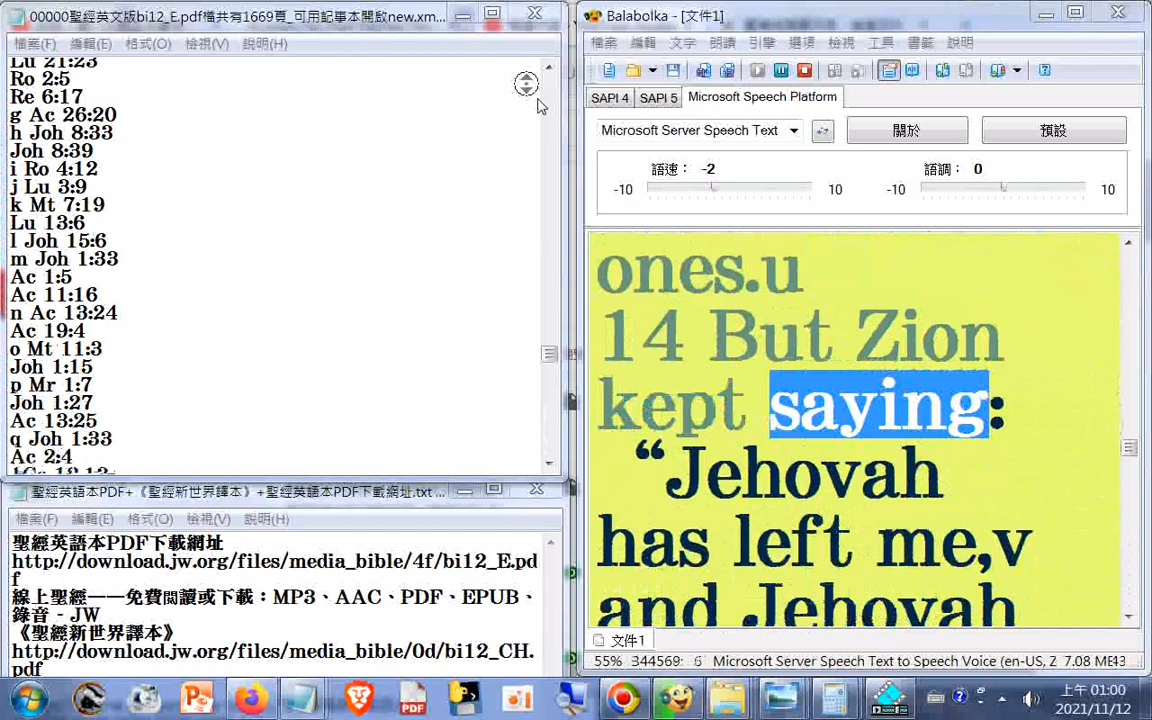 00000聖經英文版bi12_E.pdf檔共有1669頁_可用記事本開啟new.xm...
檔案(F) 編輯(E) 格式(O) 檢視(V) 說明(H)
Lu 21:23
Ro 2:5
Re 6:17
g Ac 26:20
h Joh 8:33
Joh 8:39
i Ro 4:12
j Lu 3:9
k Mt 7:19
Lu 13:6
l Joh 15:6
m Joh 1:33
Ac 1:5
Ac 11:16
n Ac 13:24
Ac 19:4
o Mt 11:3
Joh 1:15
p Mr 1:7
Joh 1:27
Ac 13:25
q Joh 1:33
Ac 2:4
聖經英語本PDF+《聖經新世界譯本》+聖經英語本PDF下載網址.txt ...
檔案(F) 編輯(E) 格式(O) 檢視(V) 說明(H)
聖經英語本PDF下載網址
http://download.jw.org/files/media_bible/4f/bi12_E.pd
f
線上聖經——免費閱讀或下載：MP3、AAC、PDF、EPUB、
錄音 - JW
《聖經新世界譯本》
http://download.jw.org/files/media_bible/0d/bi12_CH.
pdf
Balabolka - [文件1]
檔案 編輯 文字 朗讀 引擎 選項 檢視 工具 書籤 說明
SAPI 4 SAPI 5 Microsoft Speech Platform
Microsoft Server Speech Text 關於 預設
語速： -2 語調： 0
-10 10 -10 10
ones.u
14 But Zion
kept saying:
“Jehovah
has left me,v
and Jehovah
文件1
55% 344569: 6 Microsoft Server Speech Text to Speech Voice (en-US, Z 7.08 ME
PDF
上午 01:00
2021/11/12